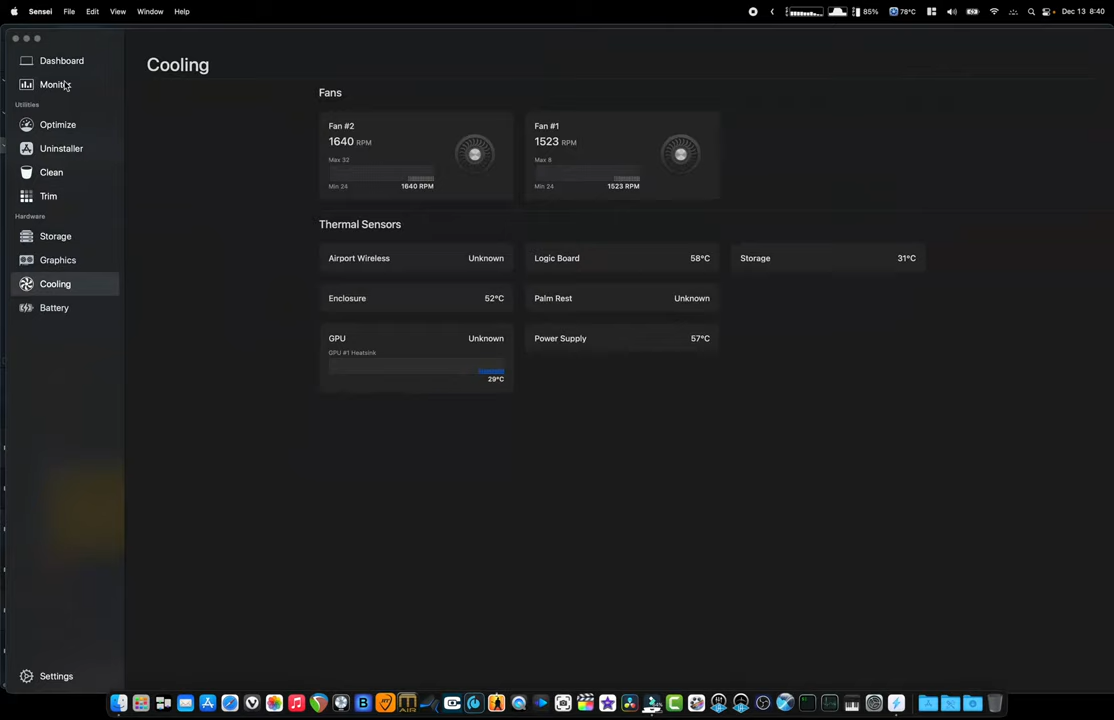 Sensei File Edit View Window Help
85% 78°C Dec 13 8:40
Dashboard
Monitor
Utilities
Optimize
Uninstaller
Clean
Trim
Hardware
Storage
Graphics
Cooling
Battery
Settings
Cooling
Fans
Fan #2
1640 RPM
Max 32
Min 24 1640 RPM
Fan #1
1523 RPM
Max 8
Min 24 1523 RPM
Thermal Sensors
Airport Wireless Unknown
Logic Board 58°C
Storage 31°C
Enclosure 52°C
Palm Rest Unknown
GPU Unknown
GPU #1 Heatsink
29°C
Power Supply 57°C